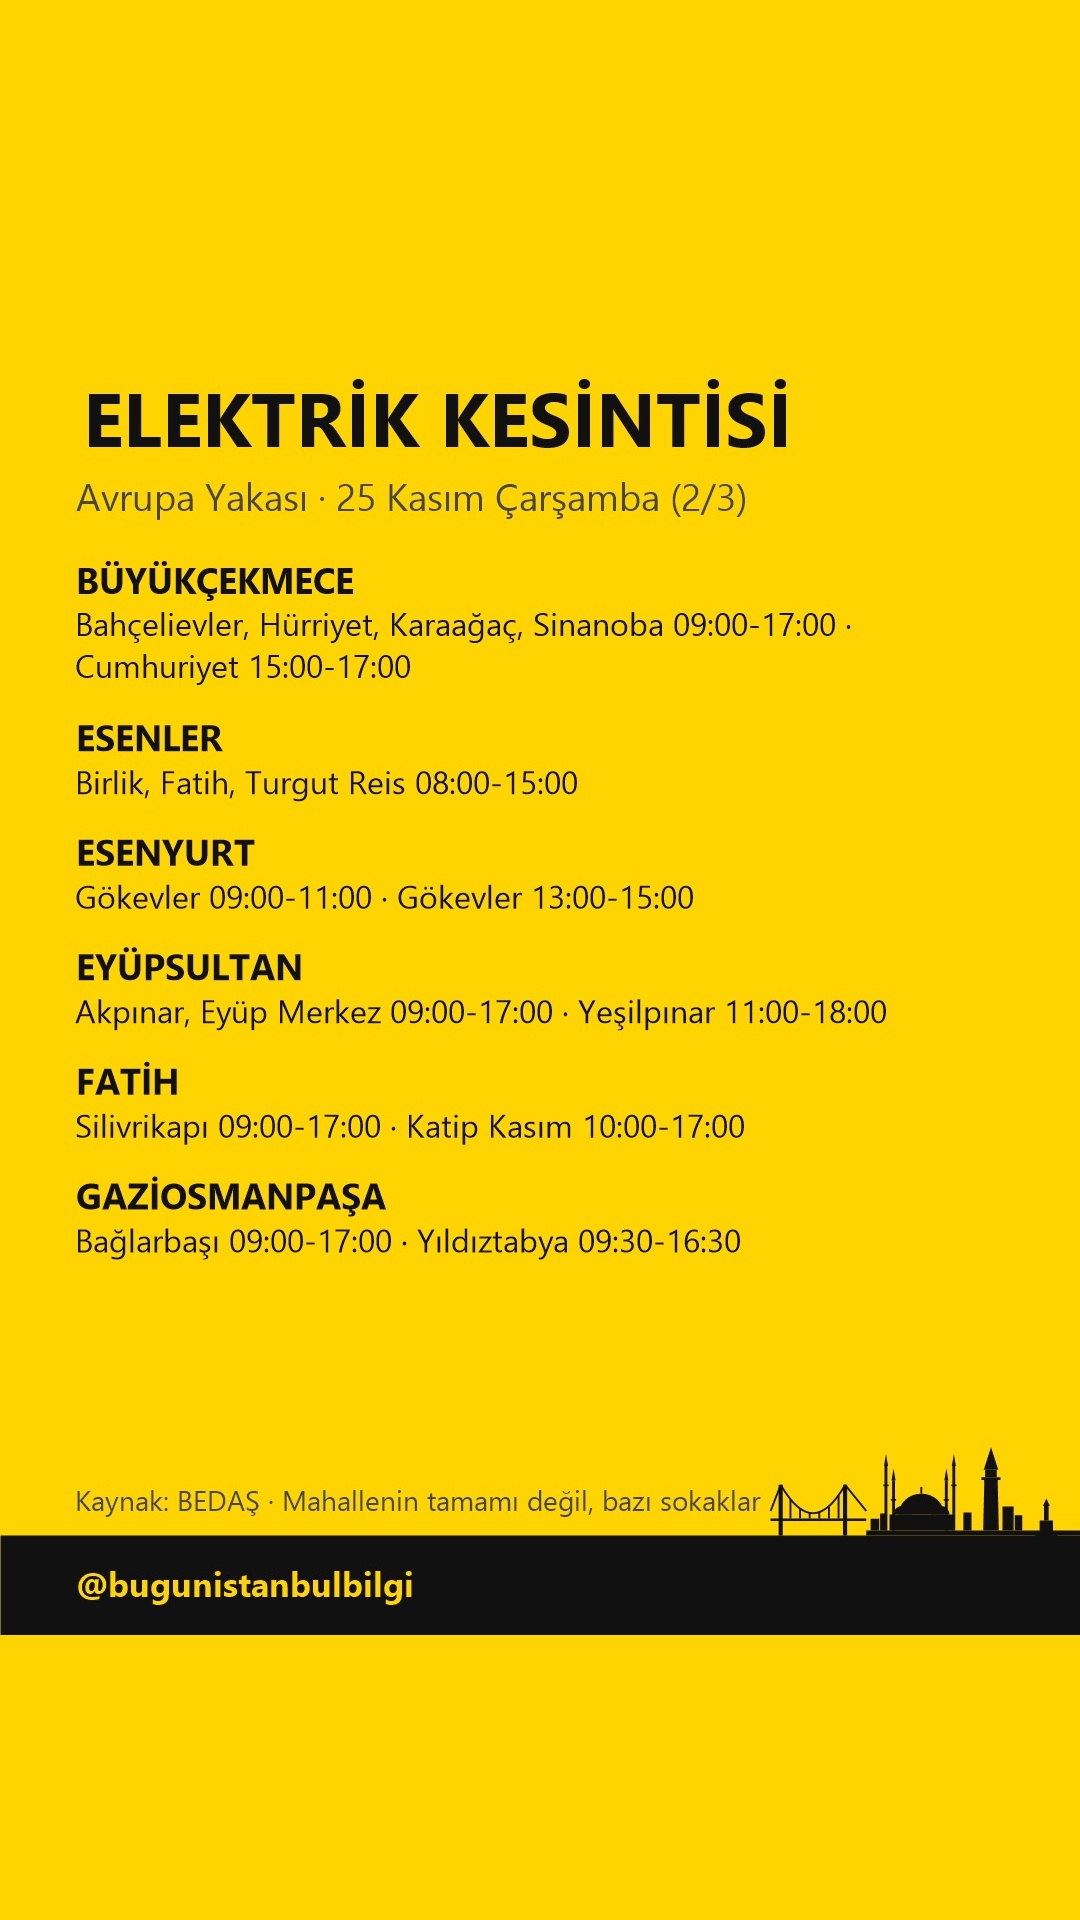 ELEKTRİK KESİNTİSİ
Avrupa Yakası · 25 Kasım Çarşamba (2/3)
BÜYÜKÇEKMECE
Bahçelievler, Hürriyet, Karaağaç, Sinanoba 09:00-17:00 ·
Cumhuriyet 15:00-17:00
ESENLER
Birlik, Fatih, Turgut Reis 08:00-15:00
ESENYURT
Gökevler 09:00-11:00 · Gökevler 13:00-15:00
EYÜPSULTAN
Akpınar, Eyüp Merkez 09:00-17:00 · Yeşilpınar 11:00-18:00
FATİH
Silivrikapı 09:00-17:00 · Katip Kasım 10:00-17:00
GAZİOSMANPAŞA
Bağlarbaşı 09:00-17:00 · Yıldıztabya 09:30-16:30
Kaynak: BEDAŞ · Mahallenin tamamı değil, bazı sokaklar
@bugunistanbulbilgi